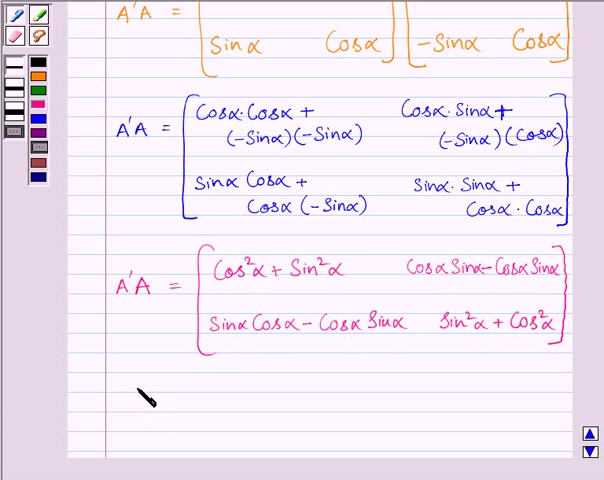 A'A =
Sinα Cosα -Sinα Cosα
A'A = Cosα·Cosα + Cosα·Sinα+
(-Sinα)(-Sinα) (-Sinα)(Cosα)
Sinα Cosα + Sinα·Sinα +
Cosα (-Sinα) Cosα·Cosα
A'A = Cos²α + Sin²α Cosα Sinα-Cosα Sinα
Sinα Cosα - Cosα Sinα Sin²α + Cos²α